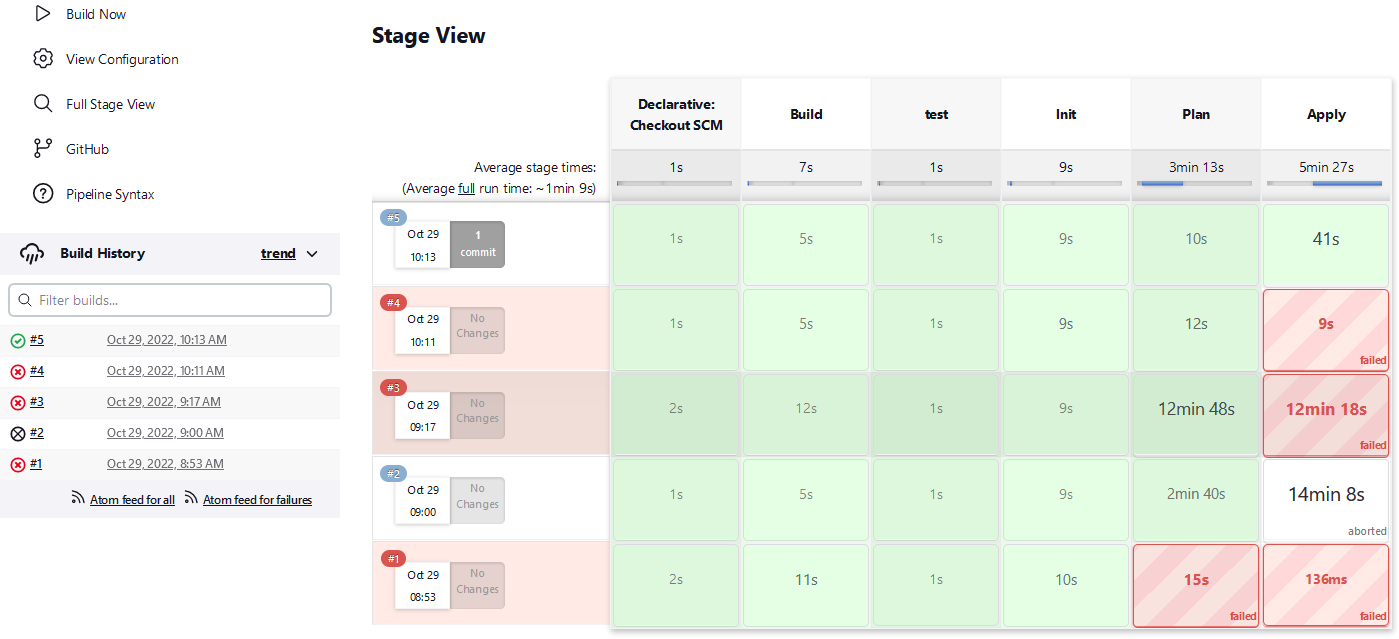 Build Now
View Configuration
Full Stage View
GitHub
Pipeline Syntax
Build History
trend
Filter builds...
#5 Oct 29, 2022, 10:13 AM
#4 Oct 29, 2022, 10:11 AM
#3 Oct 29, 2022, 9:17 AM
#2 Oct 29, 2022, 9:00 AM
#1 Oct 29, 2022, 8:53 AM
Atom feed for all Atom feed for failures
Stage View
Declarative:
Checkout SCM
Build
test
Init
Plan
Apply
Average stage times:
(Average full run time: ~1min 9s)
1s 7s 1s 9s 3min 13s 5min 27s
#5
Oct 29
10:13
1
commit
1s 5s 1s 9s 10s 41s
#4
Oct 29
10:11
No
Changes
1s 5s 1s 9s 12s 9s
failed
#3
Oct 29
09:17
No
Changes
2s 12s 1s 9s 12min 48s 12min 18s
failed
#2
Oct 29
09:00
No
Changes
1s 5s 1s 9s 2min 40s 14min 8s
aborted
#1
Oct 29
08:53
No
Changes
2s 11s 1s 10s 15s 136ms
failed failed